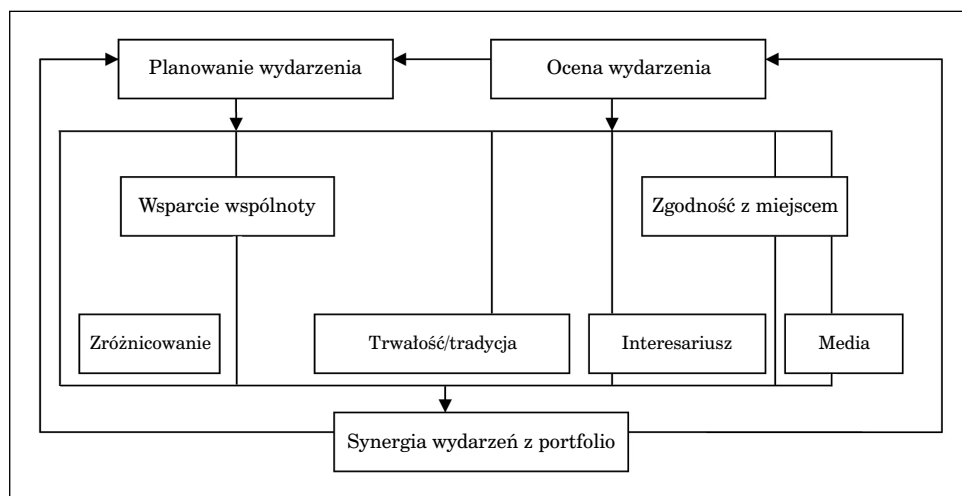 Planowanie wydarzenia
Ocena wydarzenia
Wsparcie wspólnoty
Zgodność z miejscem
Zróżnicowanie
Trwałość/tradycja
Interesariusz
Media
Synergia wydarzeń z portfolio